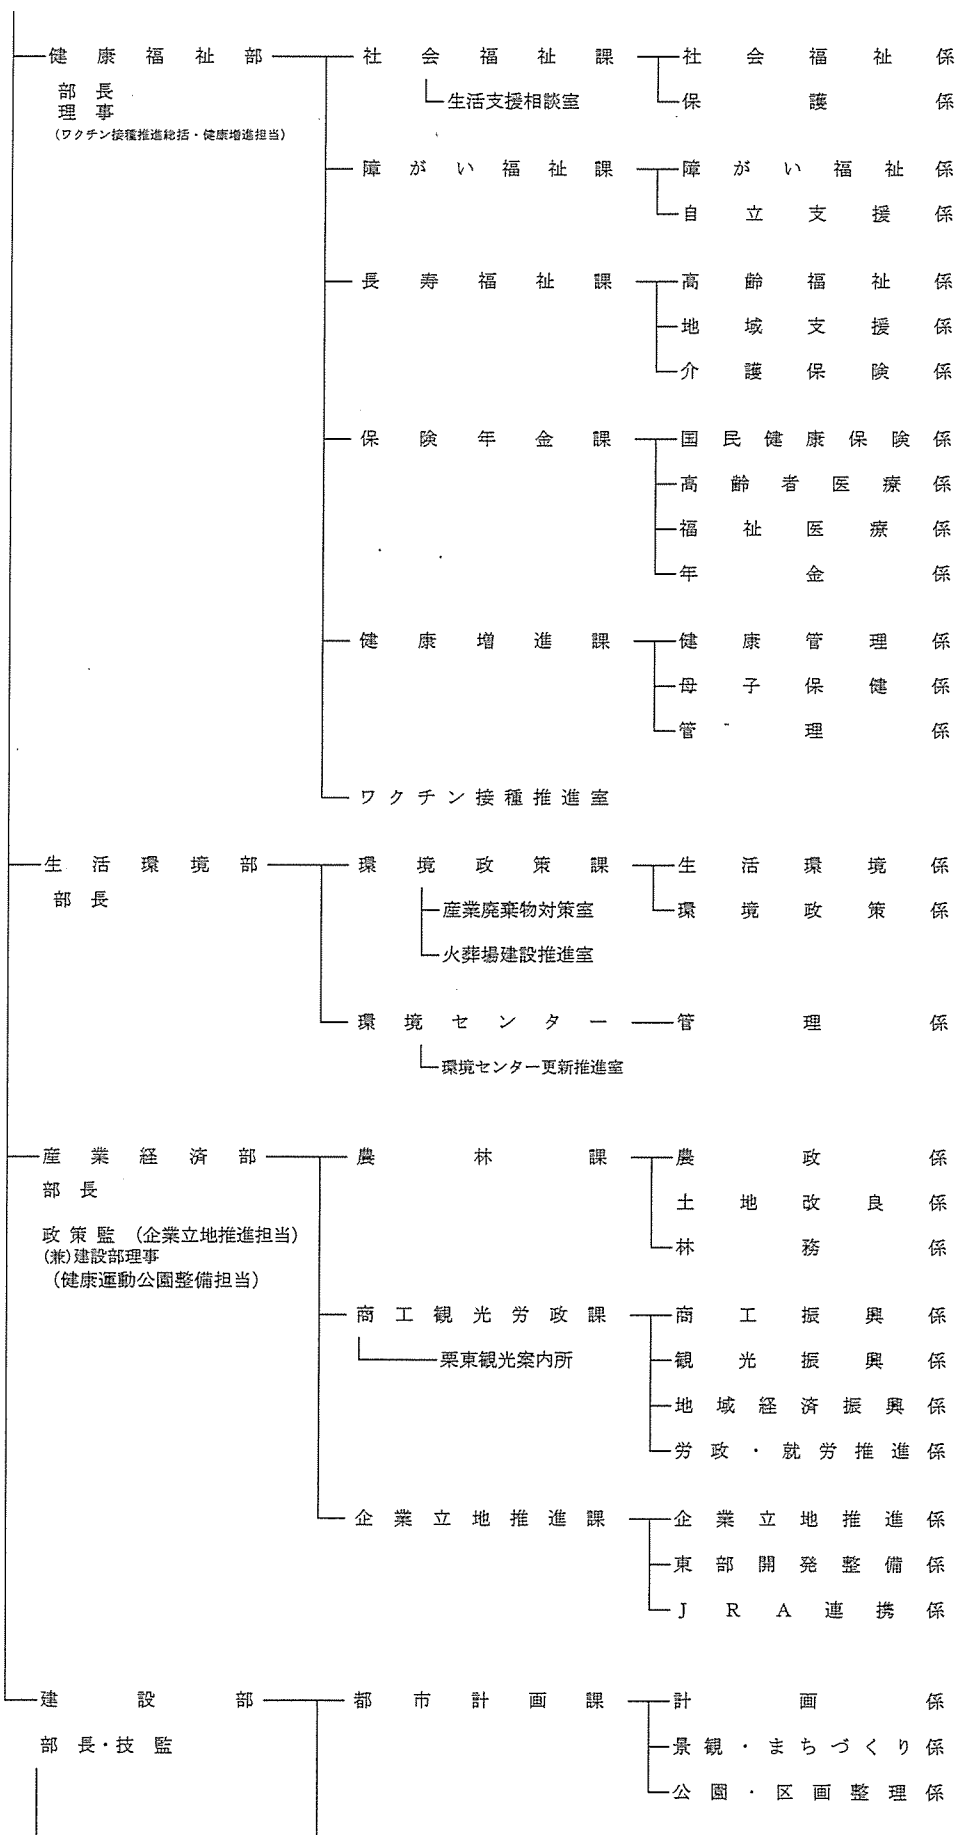 健康福祉部 社会福祉課 社会福祉係
部長
生活支援相談室 保護係
理事
(ワクチン接種推進総括・健康増進担当)
障がい福祉課 障がい福祉係
自立支援係
長寿福祉課 高齢福祉係
地域支援係
介護保険係
保険年金課 国民健康保険係
高齢者医療係
福祉医療係
年金係
健康増進課 健康管理係
母子保健係
管理係
ワクチン接種推進室
生活環境部 環境政策課 生活環境係
部長
産業廃棄物対策室 環境政策係
火葬場建設推進室
環境センター 管理係
環境センター更新推進室
産業経済部 農林課 農政係
部長
土地改良係
政策監(企業立地推進担当)
林務係
(兼)建設部理事
(健康運動公園整備担当)
商工観光労政課 商工振興係
栗東観光案内所 観光振興係
地域経済振興係
労政・就労推進係
企業立地推進課 企業立地推進係
東部開発整備係
JRA連携係
建設部 都市計画課 計画係
部長・技監 景観・まちづくり係
公園・区画整理係